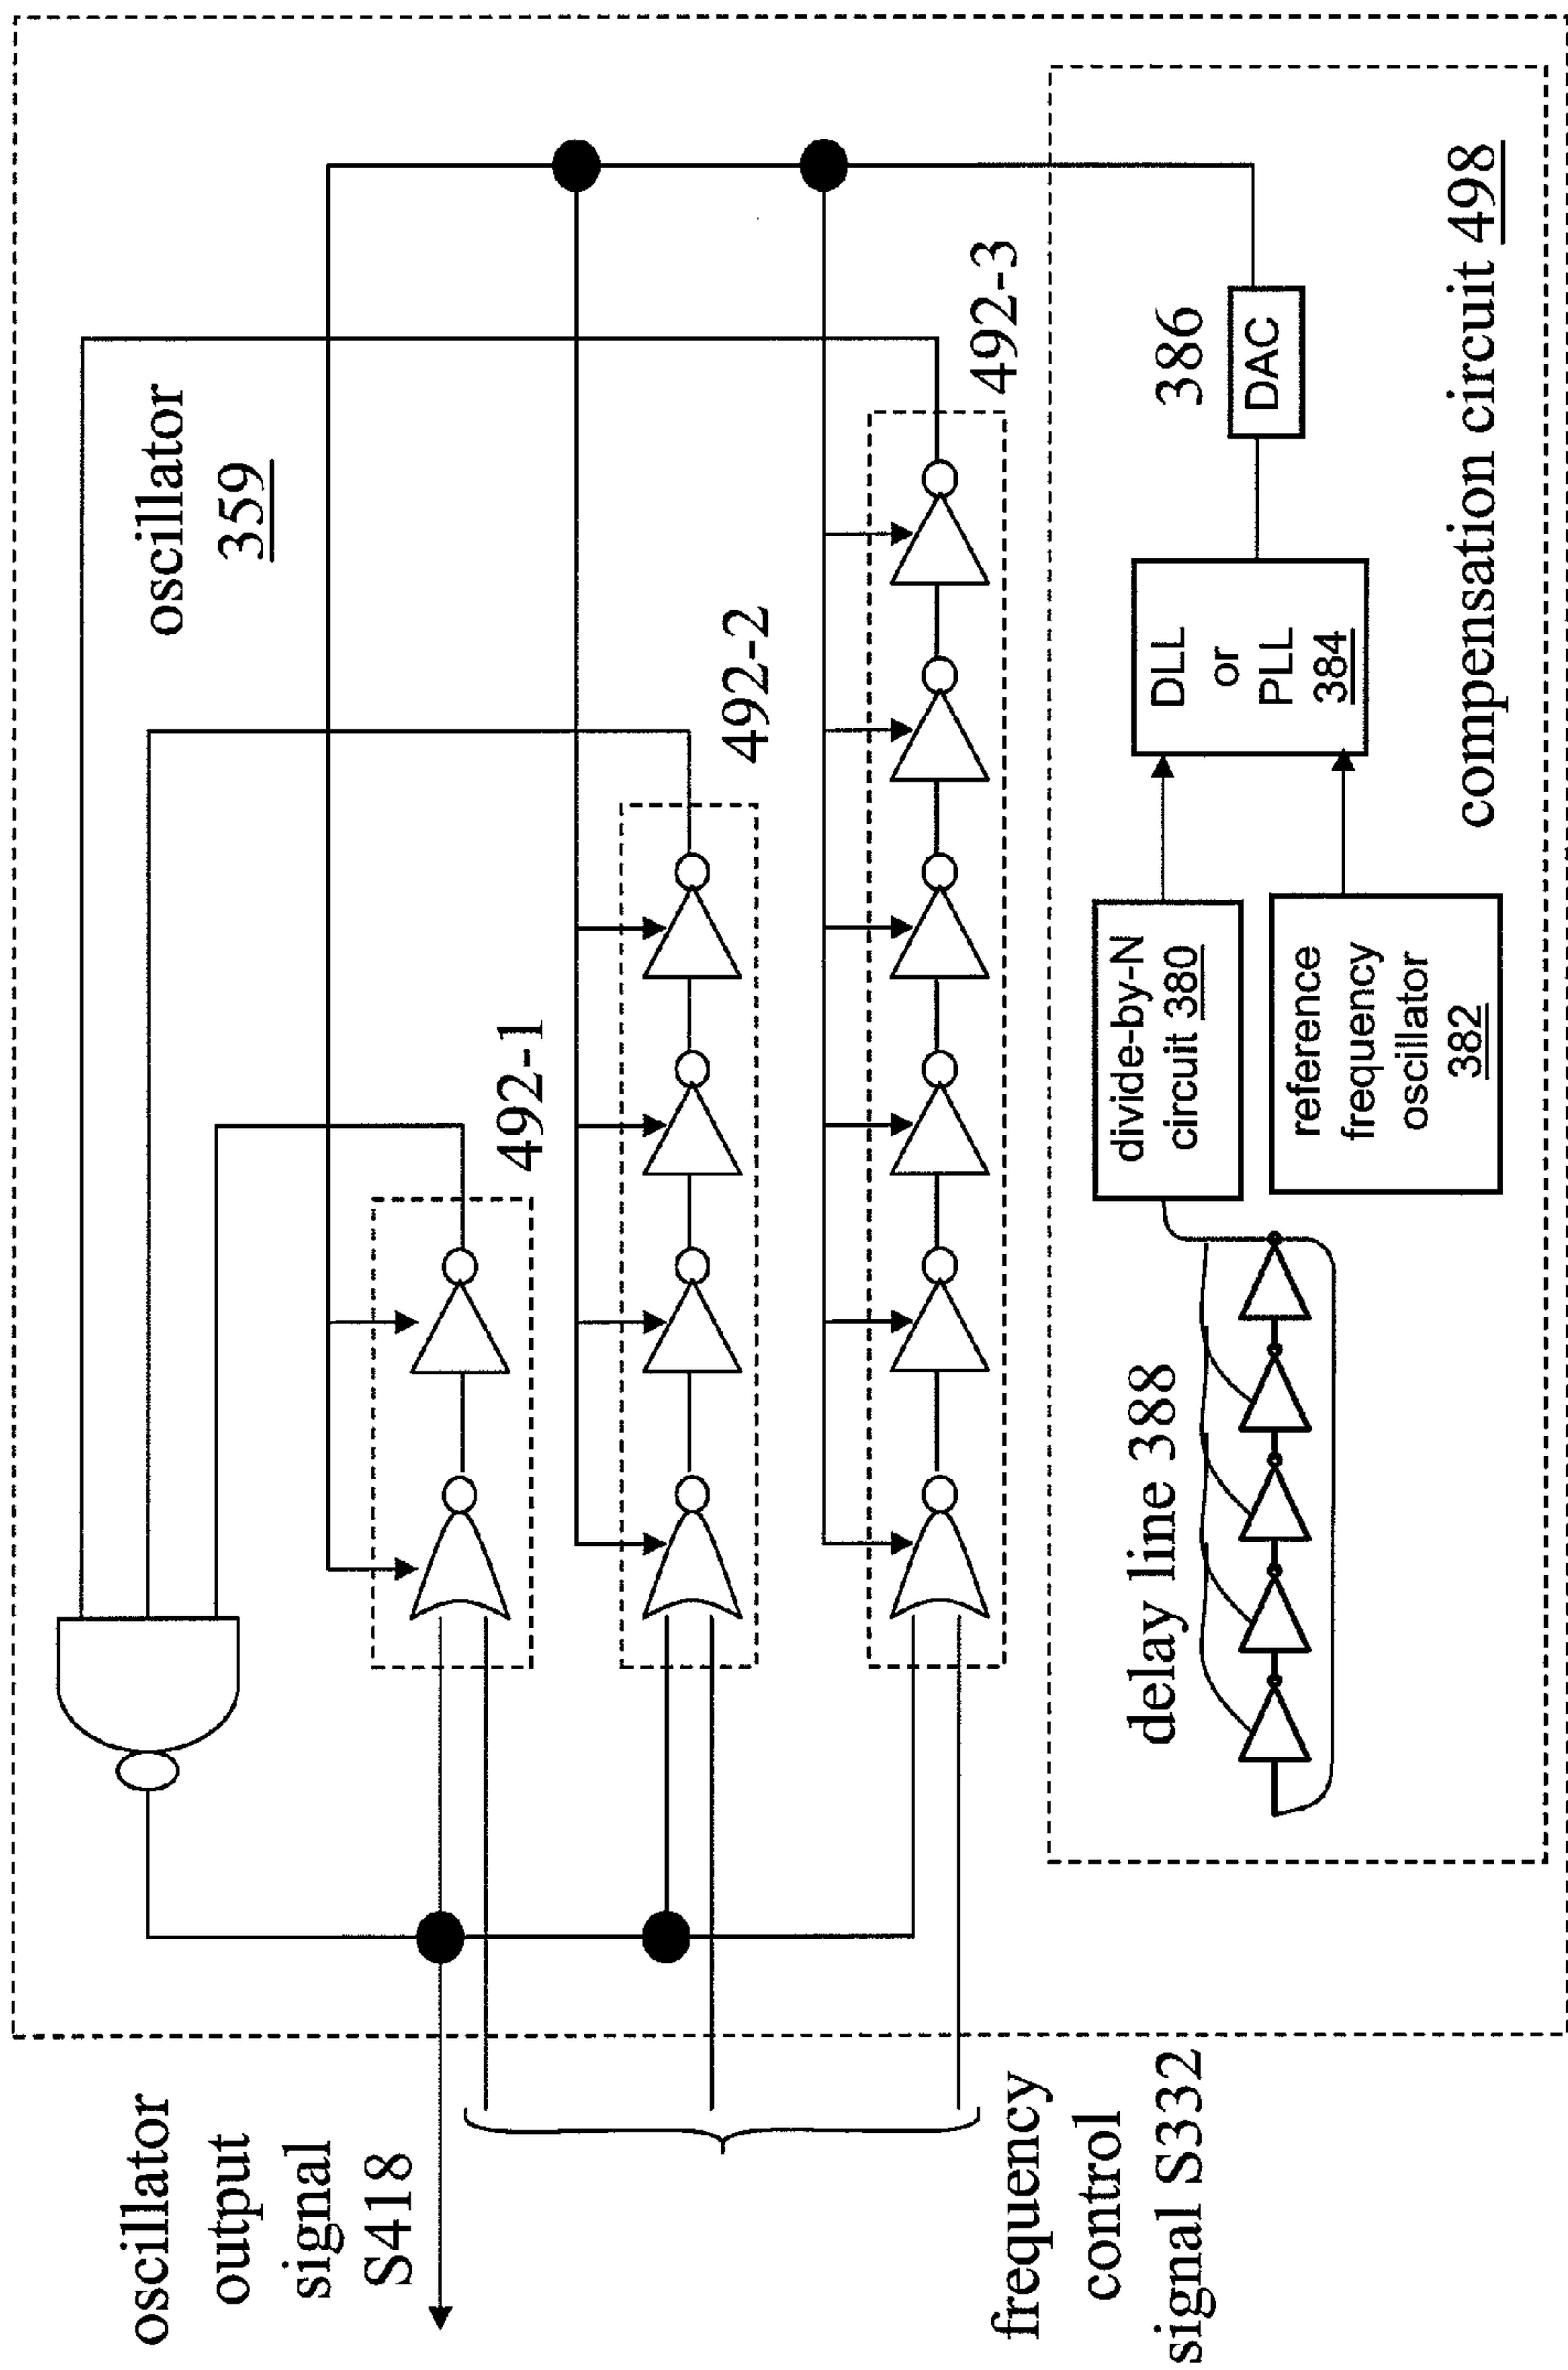 oscillator
output
signal
S418
frequency
control
signal S332
oscillator
359
492-1
492-2
492-3
delay line 388
divide-by-N
circuit 380
reference
frequency
oscillator
382
DLL
or
PLL
384
386
DAC
compensation circuit 498